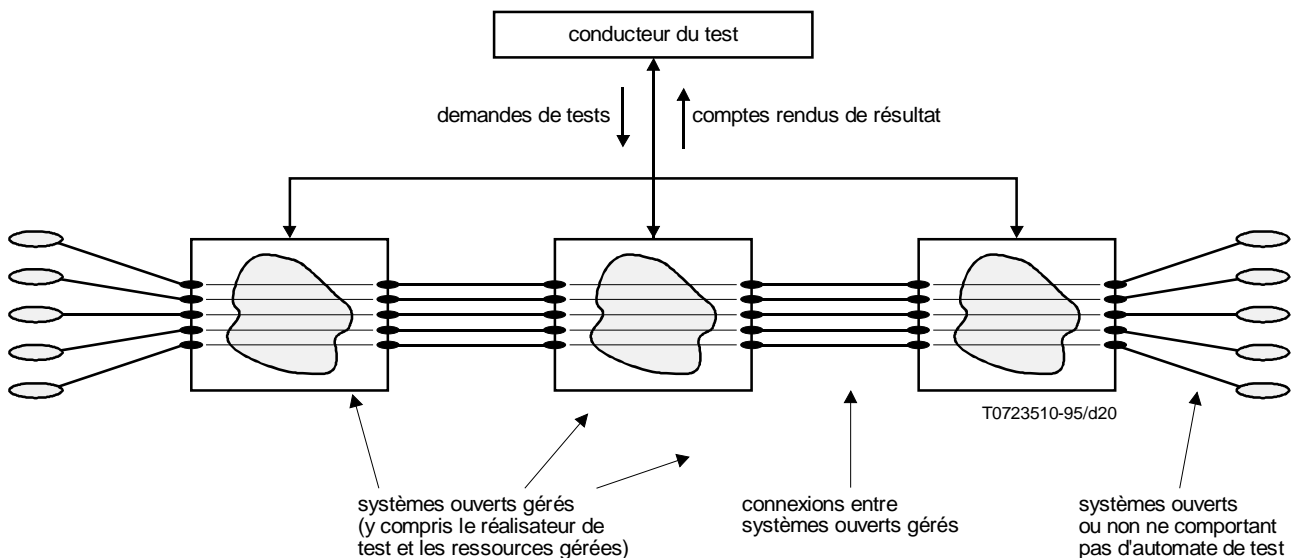 conducteur du test
demandes de tests
comptes rendus de résultat
T0723510-95/d20
systèmes ouverts gérés
(y compris le réalisateur de
test et les ressources gérées)
connexions entre
systèmes ouverts gérés
systèmes ouverts
ou non ne comportant
pas d'automate de test